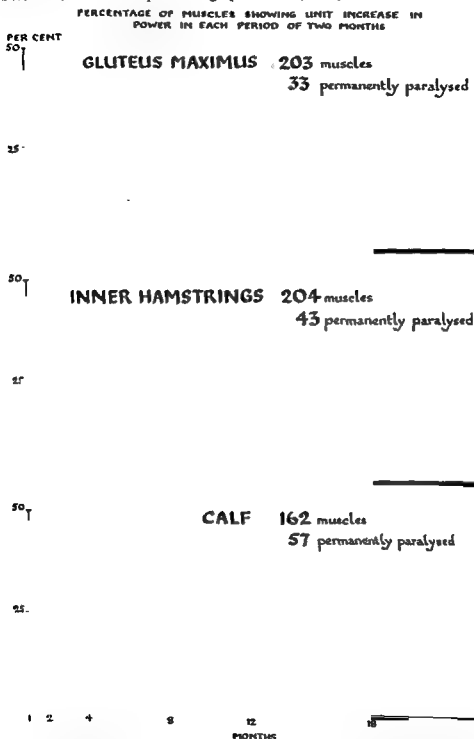 PERCENTAGE OF MUSCLES SHOWING UNIT INCREASE IN
POWER IN EACH PERIOD OF TWO MONTHS
PER CENT
50
GLUTEUS MAXIMUS 203 muscles
33 permanently paralysed
25
50
INNER HAMSTRINGS 204 muscles
43 permanently paralysed
25
50
CALF 162 muscles
57 permanently paralysed
25
1 2 4 8 12 18
MONTHS